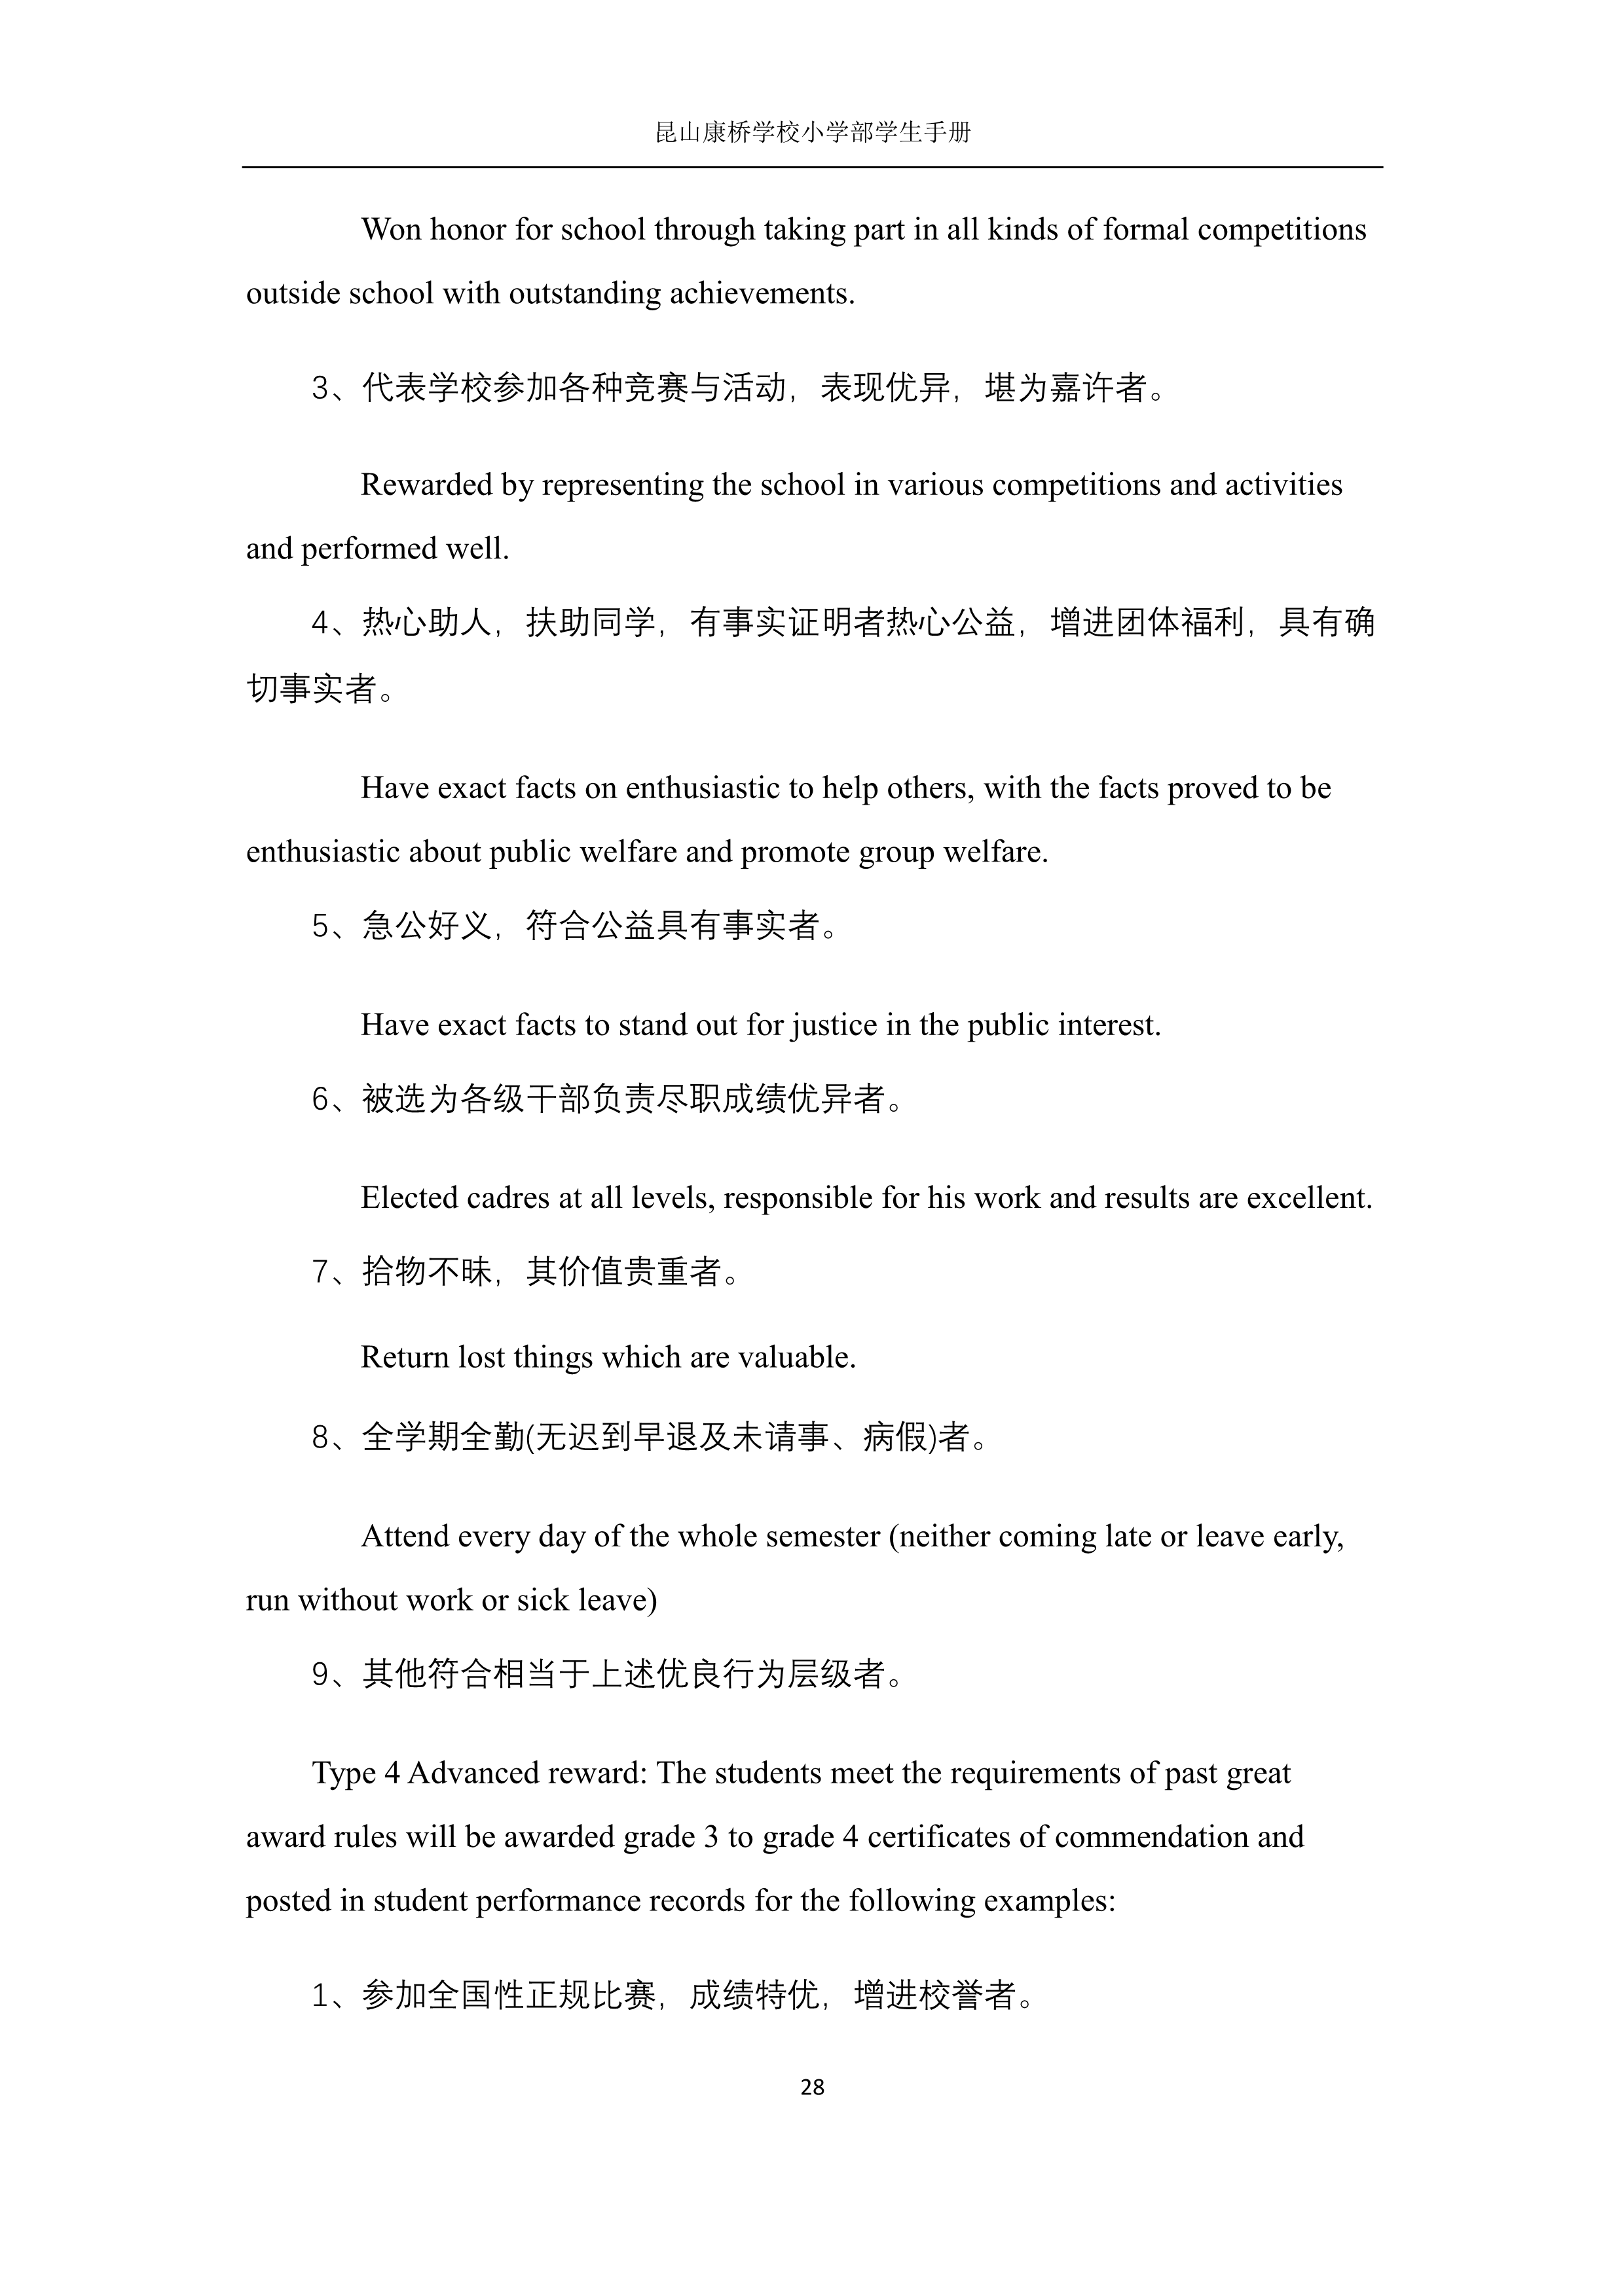 昆山康桥学校小学部学生手册
Won honor for school through taking part in all kinds of formal competitions
outside school with outstanding achievements.
3、代表学校参加各种竞赛与活动，表现优异，堪为嘉许者。
Rewarded by representing the school in various competitions and activities
and performed well.
4、热心助人，扶助同学，有事实证明者热心公益，增进团体福利，具有确
切事实者。
Have exact facts on enthusiastic to help others, with the facts proved to be
enthusiastic about public welfare and promote group welfare.
5、急公好义，符合公益具有事实者。
Have exact facts to stand out for justice in the public interest.
6、被选为各级干部负责尽职成绩优异者。
Elected cadres at all levels, responsible for his work and results are excellent.
7、拾物不昧，其价值贵重者。
Return lost things which are valuable.
8、全学期全勤(无迟到早退及未请事、病假)者。
Attend every day of the whole semester (neither coming late or leave early,
run without work or sick leave)
9、其他符合相当于上述优良行为层级者。
Type 4 Advanced reward: The students meet the requirements of past great
award rules will be awarded grade 3 to grade 4 certificates of commendation and
posted in student performance records for the following examples:
1、参加全国性正规比赛，成绩特优，增进校誉者。
28